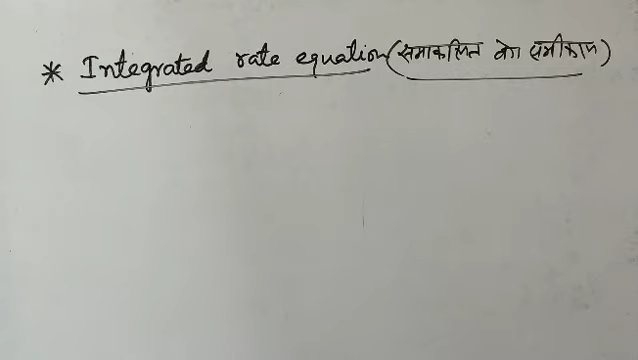 * Integrated rate equation (समाकलित वेग समीकरण)